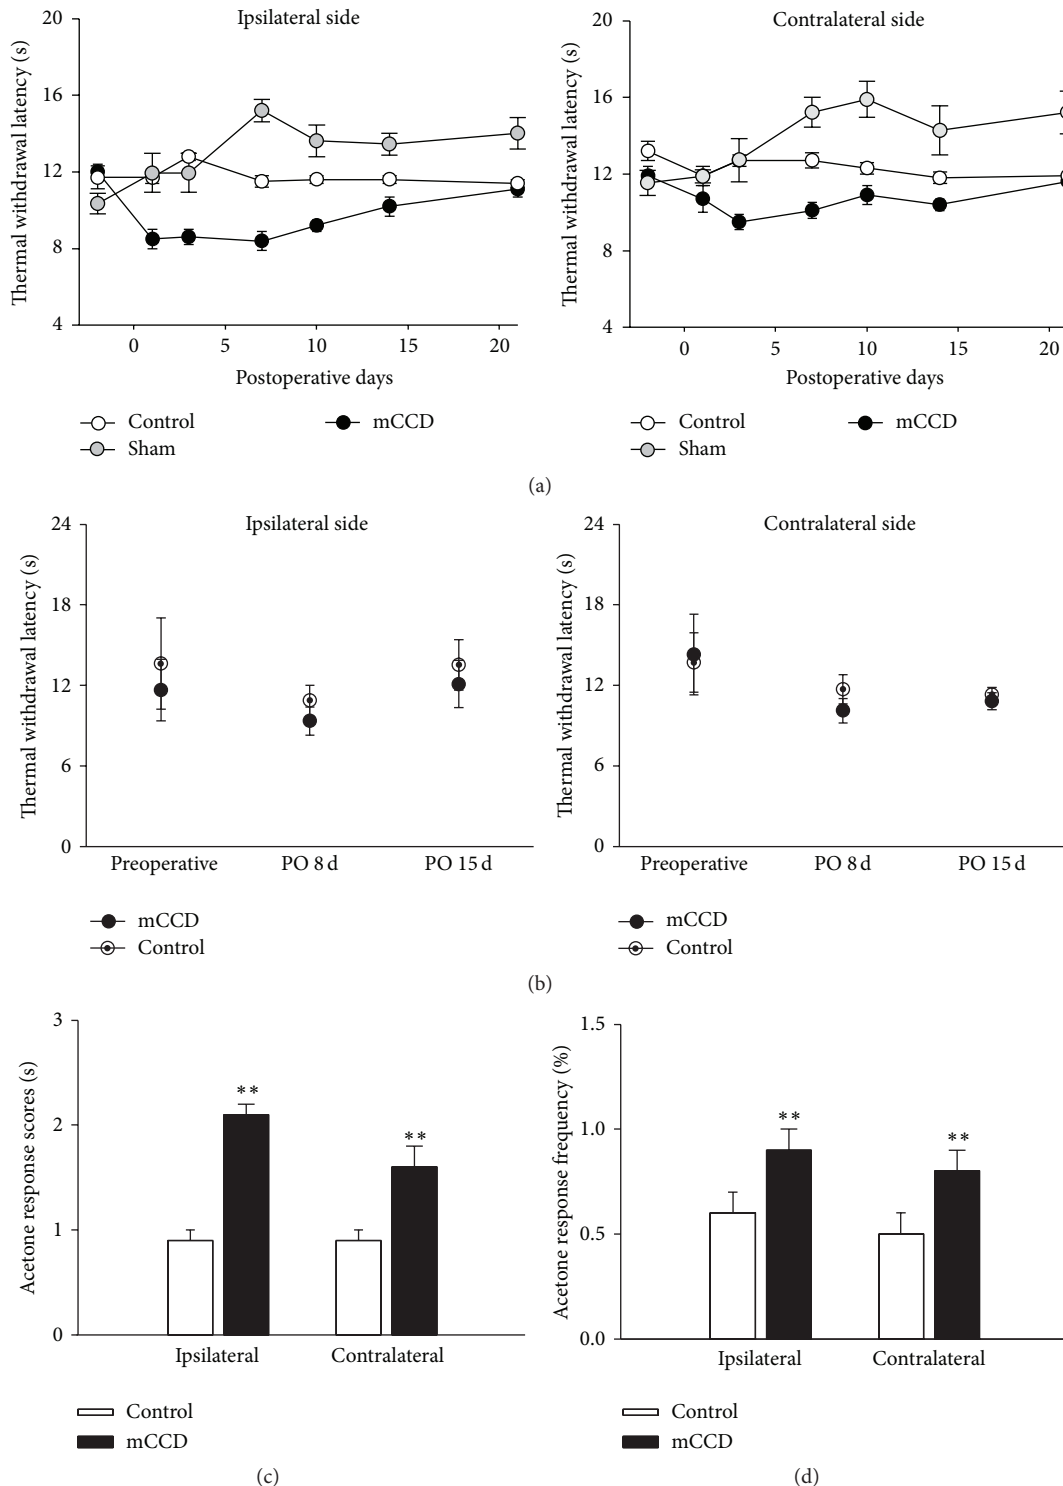 Ipsilateral side
Thermal withdrawal latency (s)
20
16
12
8
4
0 5 10 15 20
Postoperative days
Control
Sham
mCCD
Contralateral side
Thermal withdrawal latency (s)
20
16
12
8
4
0 5 10 15 20
Postoperative days
Control
Sham
mCCD
(a)
Ipsilateral side
Thermal withdrawal latency (s)
24
18
12
6
0
Preoperative PO 8 d PO 15 d
mCCD
Control
Contralateral side
Thermal withdrawal latency (s)
24
18
12
6
0
Preoperative PO 8 d PO 15 d
mCCD
Control
(b)
Acetone response scores (s)
3
2
1
0
**
**
Ipsilateral Contralateral
Control
mCCD
(c)
Acetone response frequency (%)
1.5
1.0
0.5
0.0
**
**
Ipsilateral Contralateral
Control
mCCD
(d)